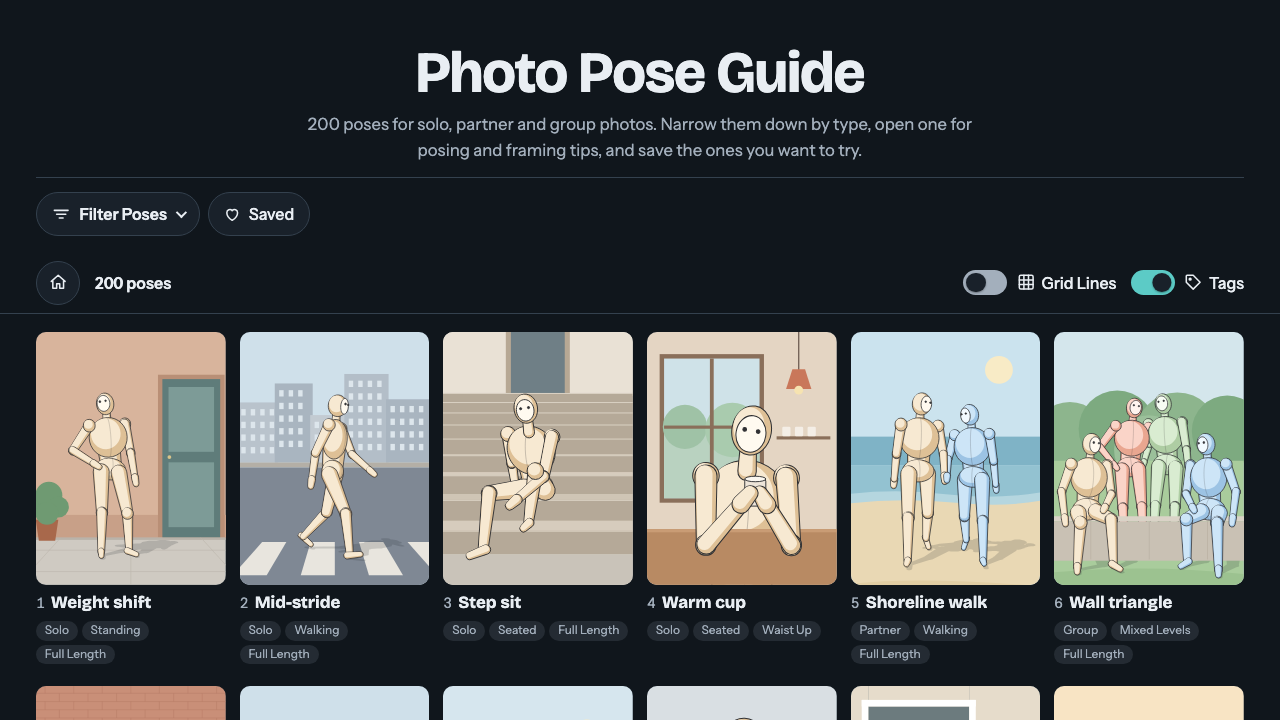 Photo Pose Guide
200 poses for solo, partner and group photos. Narrow them down by type, open one for
posing and framing tips, and save the ones you want to try.
Filter Poses
Saved
200 poses
Grid Lines
Tags
1 Weight shift
Solo Standing
Full Length
2 Mid-stride
Solo Walking
Full Length
3 Step sit
Solo Seated Full Length
4 Warm cup
Solo Seated Waist Up
5 Shoreline walk
Partner Walking
Full Length
6 Wall triangle
Group Mixed Levels
Full Length